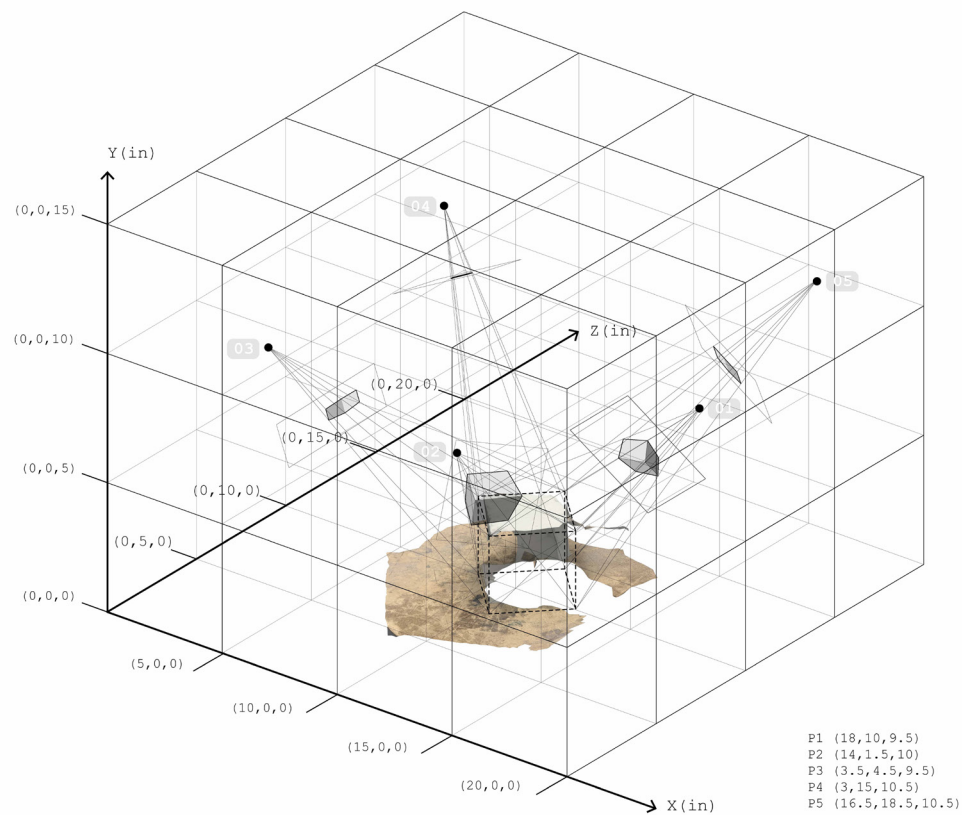 Y(in)
(0,0,15)
04
05
Z(in)
(0,0,10)
03
(0,20,0)
01
(0,15,0)
02
(0,0,5)
(0,10,0)
(0,5,0)
(0,0,0)
(5,0,0)
(10,0,0)
(15,0,0)
(20,0,0)
X(in)
P1 (18,10,9.5)
P2 (14,1.5,10)
P3 (3.5,4.5,9.5)
P4 (3,15,10.5)
P5 (16.5,18.5,10.5)